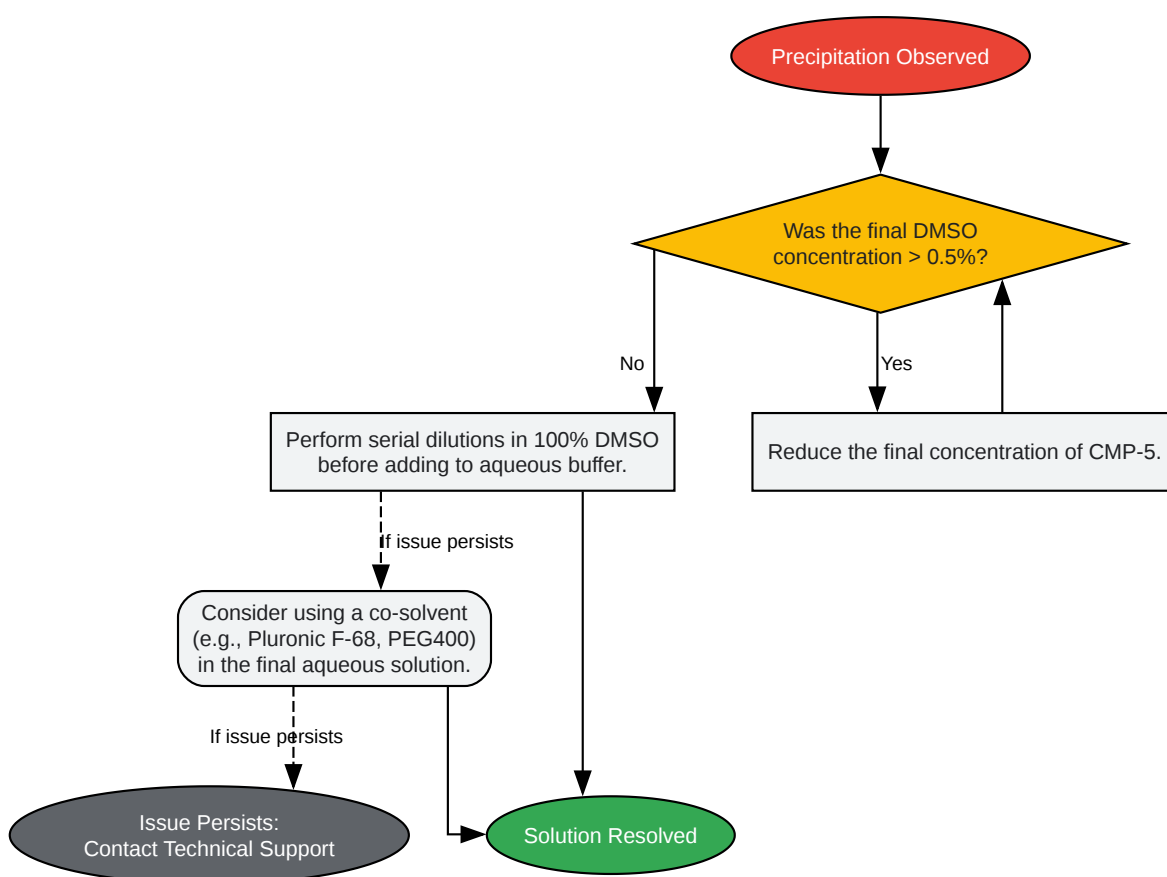 Precipitation Observed
Was the final DMSO
concentration > 0.5%?
No
Yes
Perform serial dilutions in 100% DMSO
before adding to aqueous buffer.
Reduce the final concentration of CMP-5.
If issue persists
Consider using a co-solvent
(e.g., Pluronic F-68, PEG400)
in the final aqueous solution.
If issue persists
Issue Persists:
Contact Technical Support
Solution Resolved